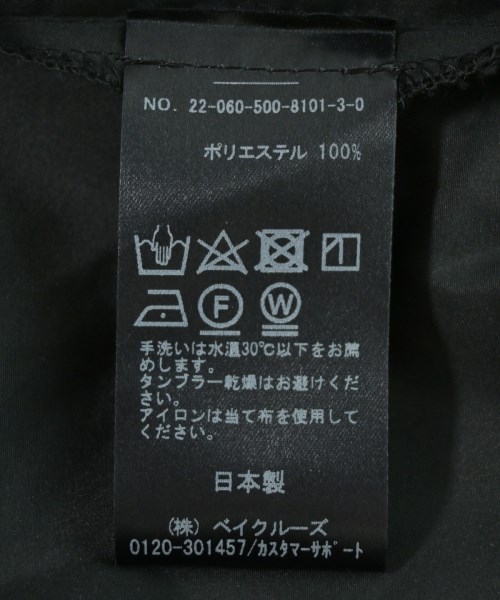 NO. 22-060-500-8101-3-0
ポリエステル 100%
F
W
手洗いは水温30℃以下をお薦
めします。
タンブラー乾燥はお避けくだ
さい。
アイロンは当て布を使用して
ください。
日本製
(株) ベイクルーズ
0120-301457/カスタマーサポート